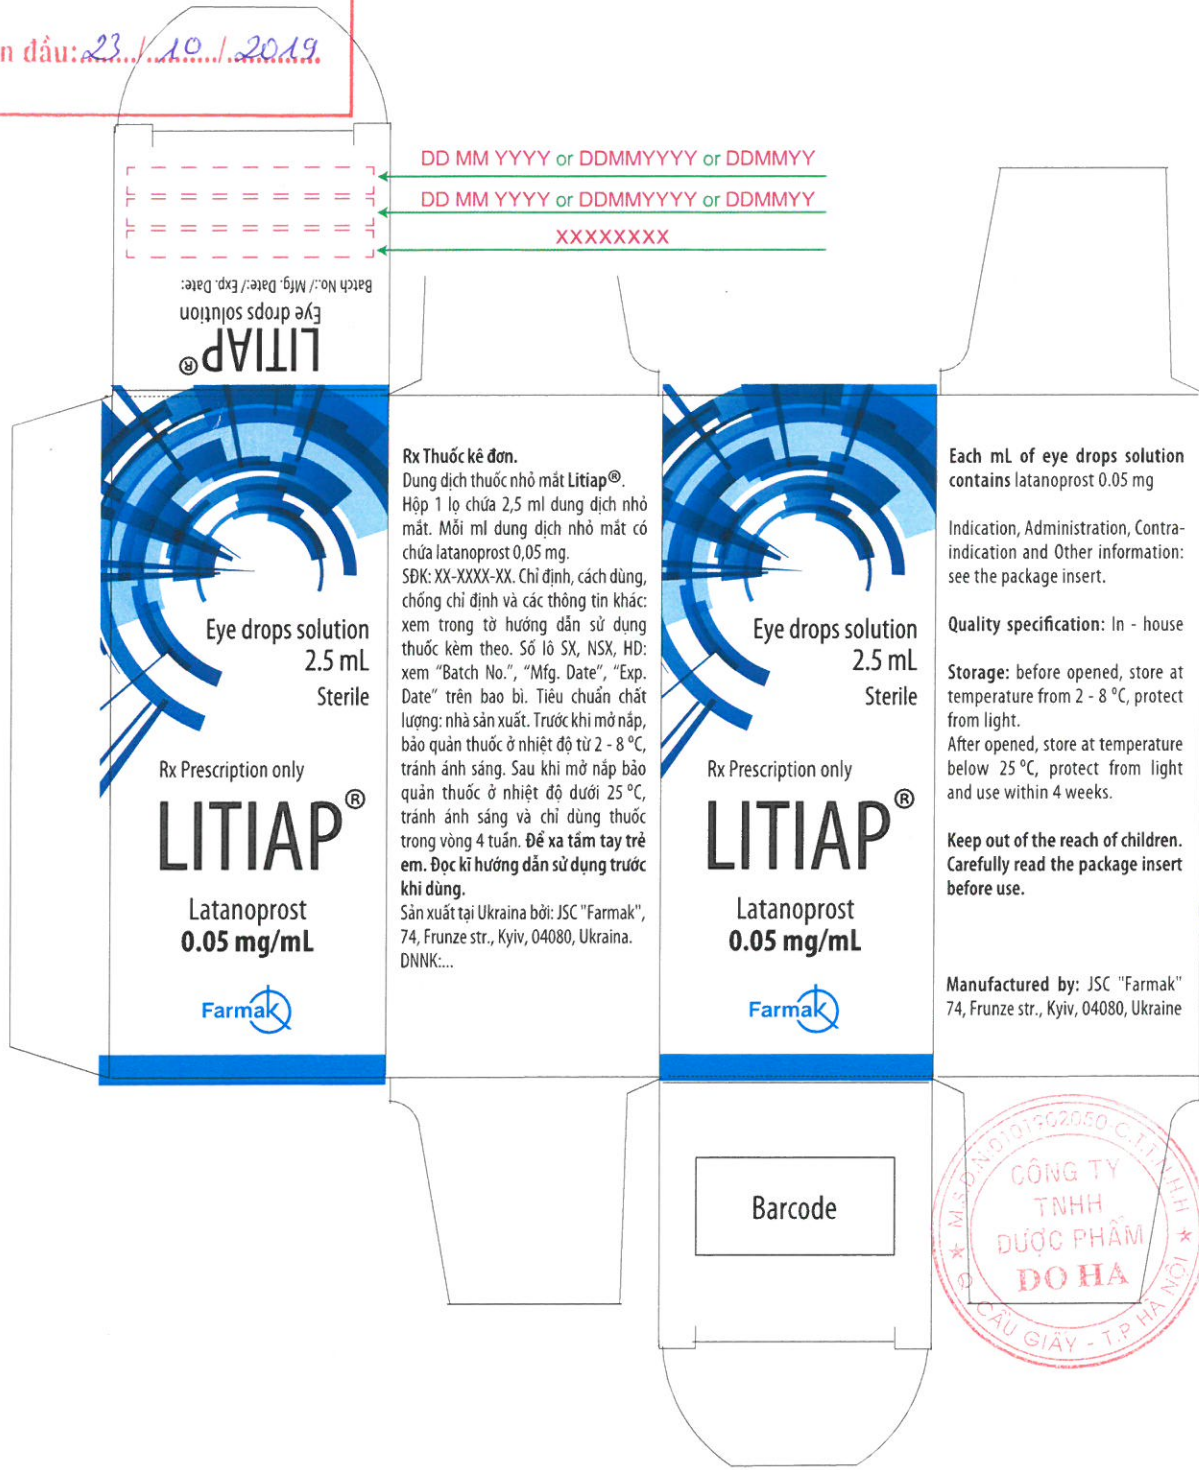 n đầu: 23 / 10 / 2019
DD MM YYYY or DDMMYYYY or DDMMYY
DD MM YYYY or DDMMYYYY or DDMMYY
XXXXXXXX
Batch No.:/ Mfg. Date:/ Exp. Date:
Eye drops solution
LITIAP®
Eye drops solution
2.5 mL
Sterile
Rx Prescription only
LITIAP®
Latanoprost
0.05 mg/mL
Farmak
Rx Thuốc kê đơn.
Dung dịch thuốc nhỏ mắt Litiap®.
Hộp 1 lọ chứa 2,5 ml dung dịch nhỏ
mắt. Mỗi ml dung dịch nhỏ mắt có
chứa latanoprost 0,05 mg.
SĐK: XX-XXXX-XX. Chỉ định, cách dùng,
chống chỉ định và các thông tin khác:
xem trong tờ hướng dẫn sử dụng
thuốc kèm theo. Số lô SX, NSX, HD:
xem “Batch No.”, “Mfg. Date”, “Exp.
Date” trên bao bì. Tiêu chuẩn chất
lượng: nhà sản xuất. Trước khi mở nắp,
bảo quản thuốc ở nhiệt độ từ 2 - 8 ⁰C,
tránh ánh sáng. Sau khi mở nắp bảo
quản thuốc ở nhiệt độ dưới 25 ⁰C,
tránh ánh sáng và chỉ dùng thuốc
trong vòng 4 tuần. Để xa tầm tay trẻ
em. Đọc kĩ hướng dẫn sử dụng trước
khi dùng.
Sản xuất tại Ukraina bởi: JSC "Farmak",
74, Frunze str., Kyiv, 04080, Ukraina.
DNNK:...
Eye drops solution
2.5 mL
Sterile
Rx Prescription only
LITIAP®
Latanoprost
0.05 mg/mL
Farmak
Each mL of eye drops solution
contains latanoprost 0.05 mg
Indication, Administration, Contra-
indication and Other information:
see the package insert.
Quality specification: In - house
Storage: before opened, store at
temperature from 2 - 8 ⁰C, protect
from light.
After opened, store at temperature
below 25 ⁰C, protect from light
and use within 4 weeks.
Keep out of the reach of children.
Carefully read the package insert
before use.
Manufactured by: JSC "Farmak"
74, Frunze str., Kyiv, 04080, Ukraine
Barcode
M.S.D.N:0101902050-C.T.T.N.H.H
CÔNG TY
TNHH
DƯỢC PHẨM
DO HA
Q. CẦU GIẤY - T.P HÀ NỘI